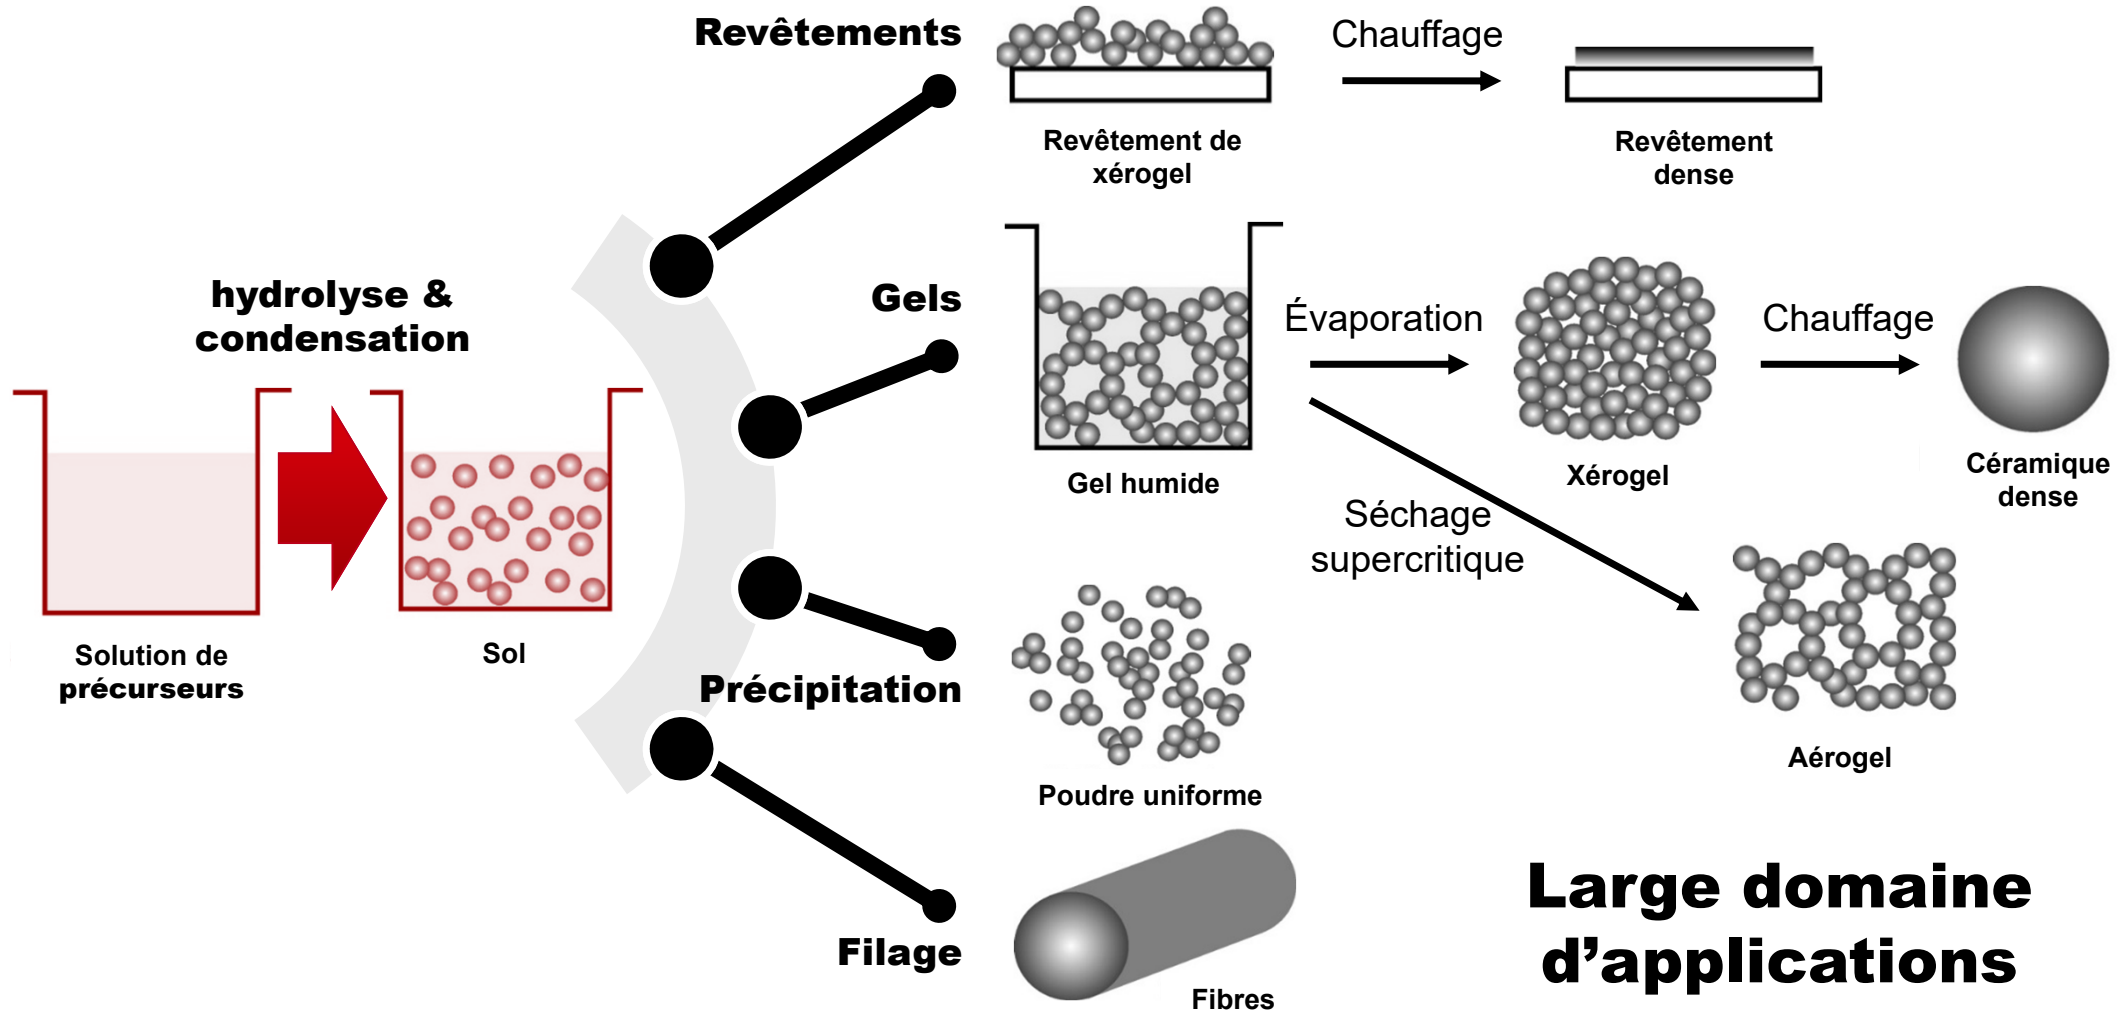 hydrolyse &
condensation
Solution de
précurseurs
Sol
Revêtements
Revêtement de
xérogel
Chauffage
Revêtement
dense
Gels
Gel humide
Évaporation
Xérogel
Chauffage
Céramique
dense
Séchage
supercritique
Aérogel
Précipitation
Poudre uniforme
Filage
Fibres
Large domaine
d’applications